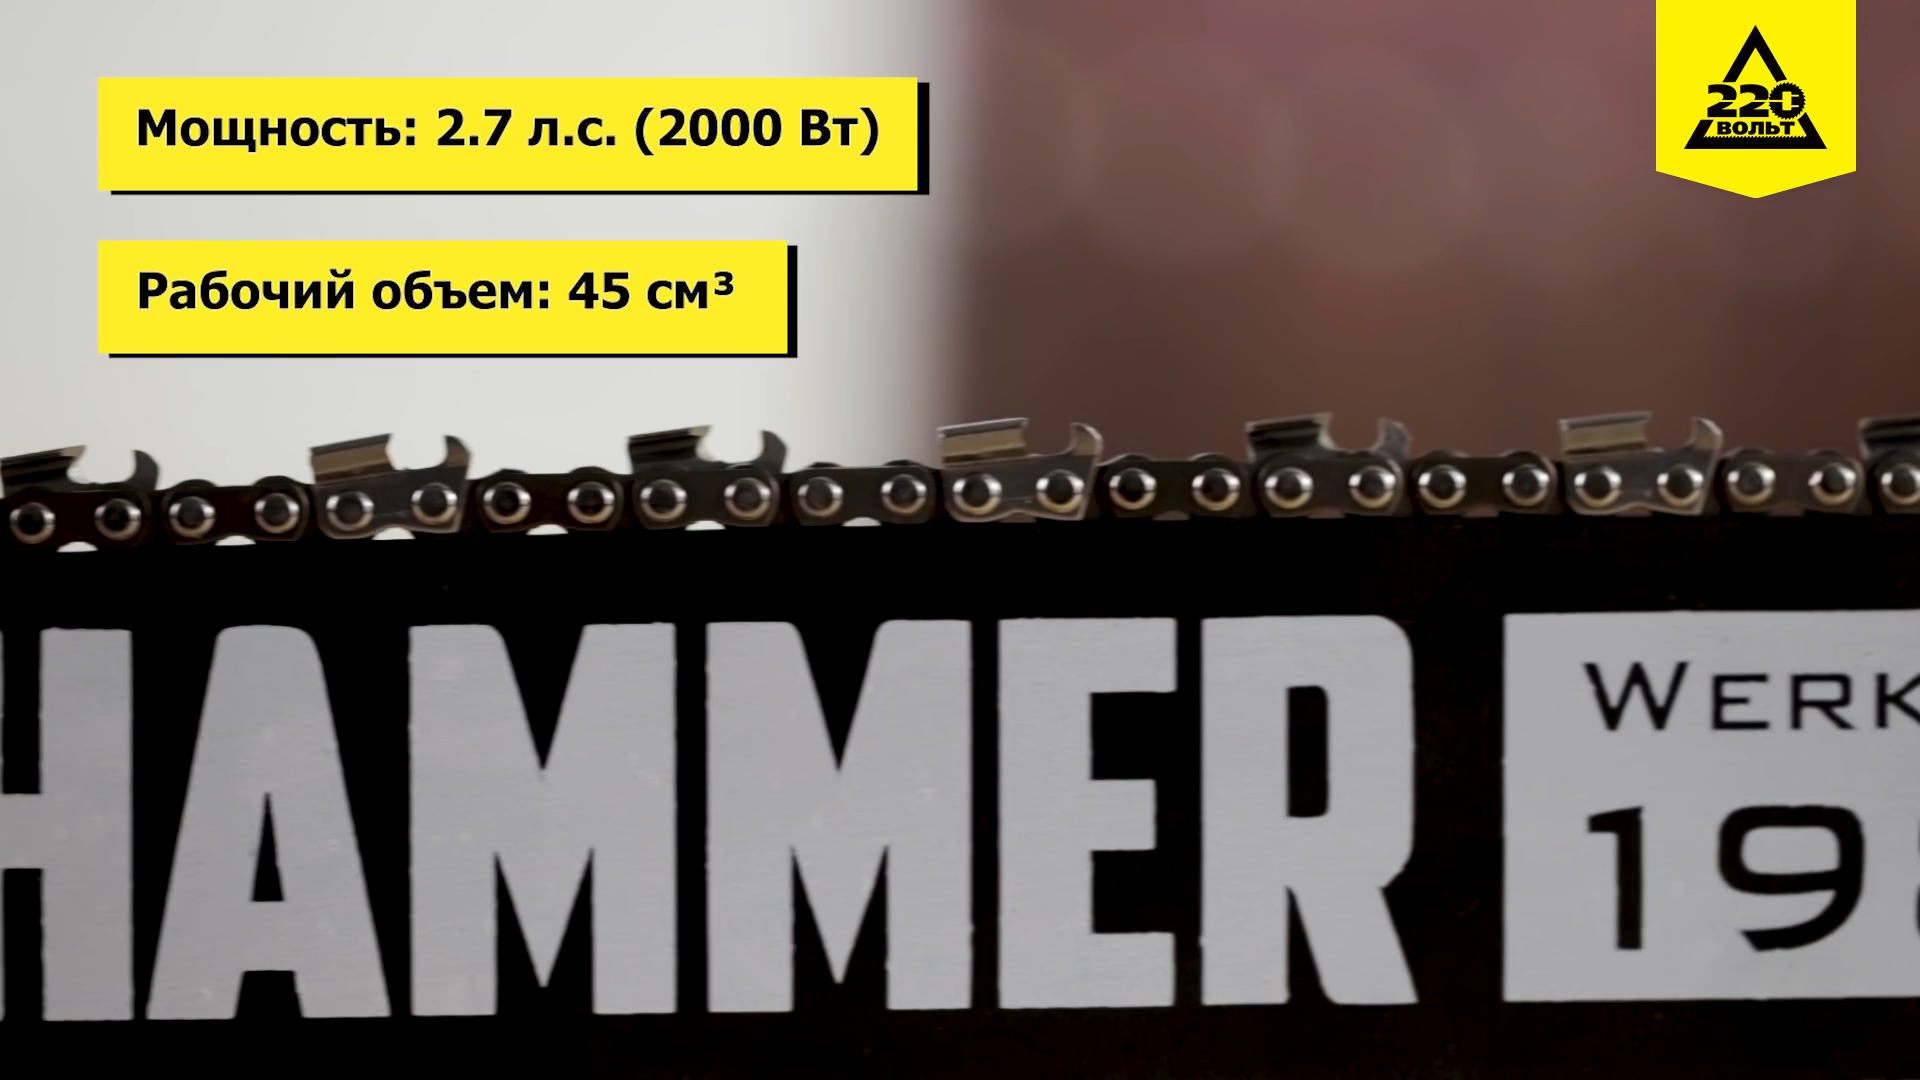 Мощность: 2.7 л.с. (2000 Вт)
220
ВОЛЬТ
Рабочий объем: 45 см³
HAMMER
WERK
19